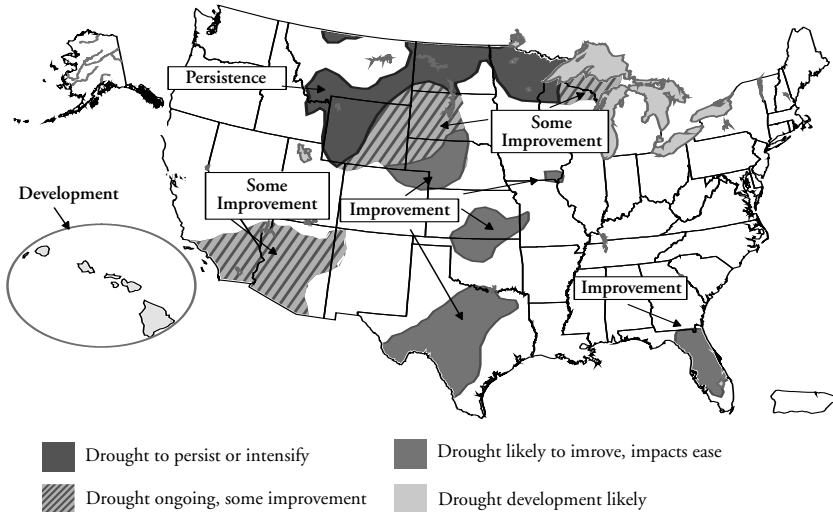 Persistence
Some
Improvement
Development
Some
Improvement
Improvement
Improvement
Drought to persist or intensify
Drought likely to imrove, impacts ease
Drought ongoing, some improvement
Drought development likely